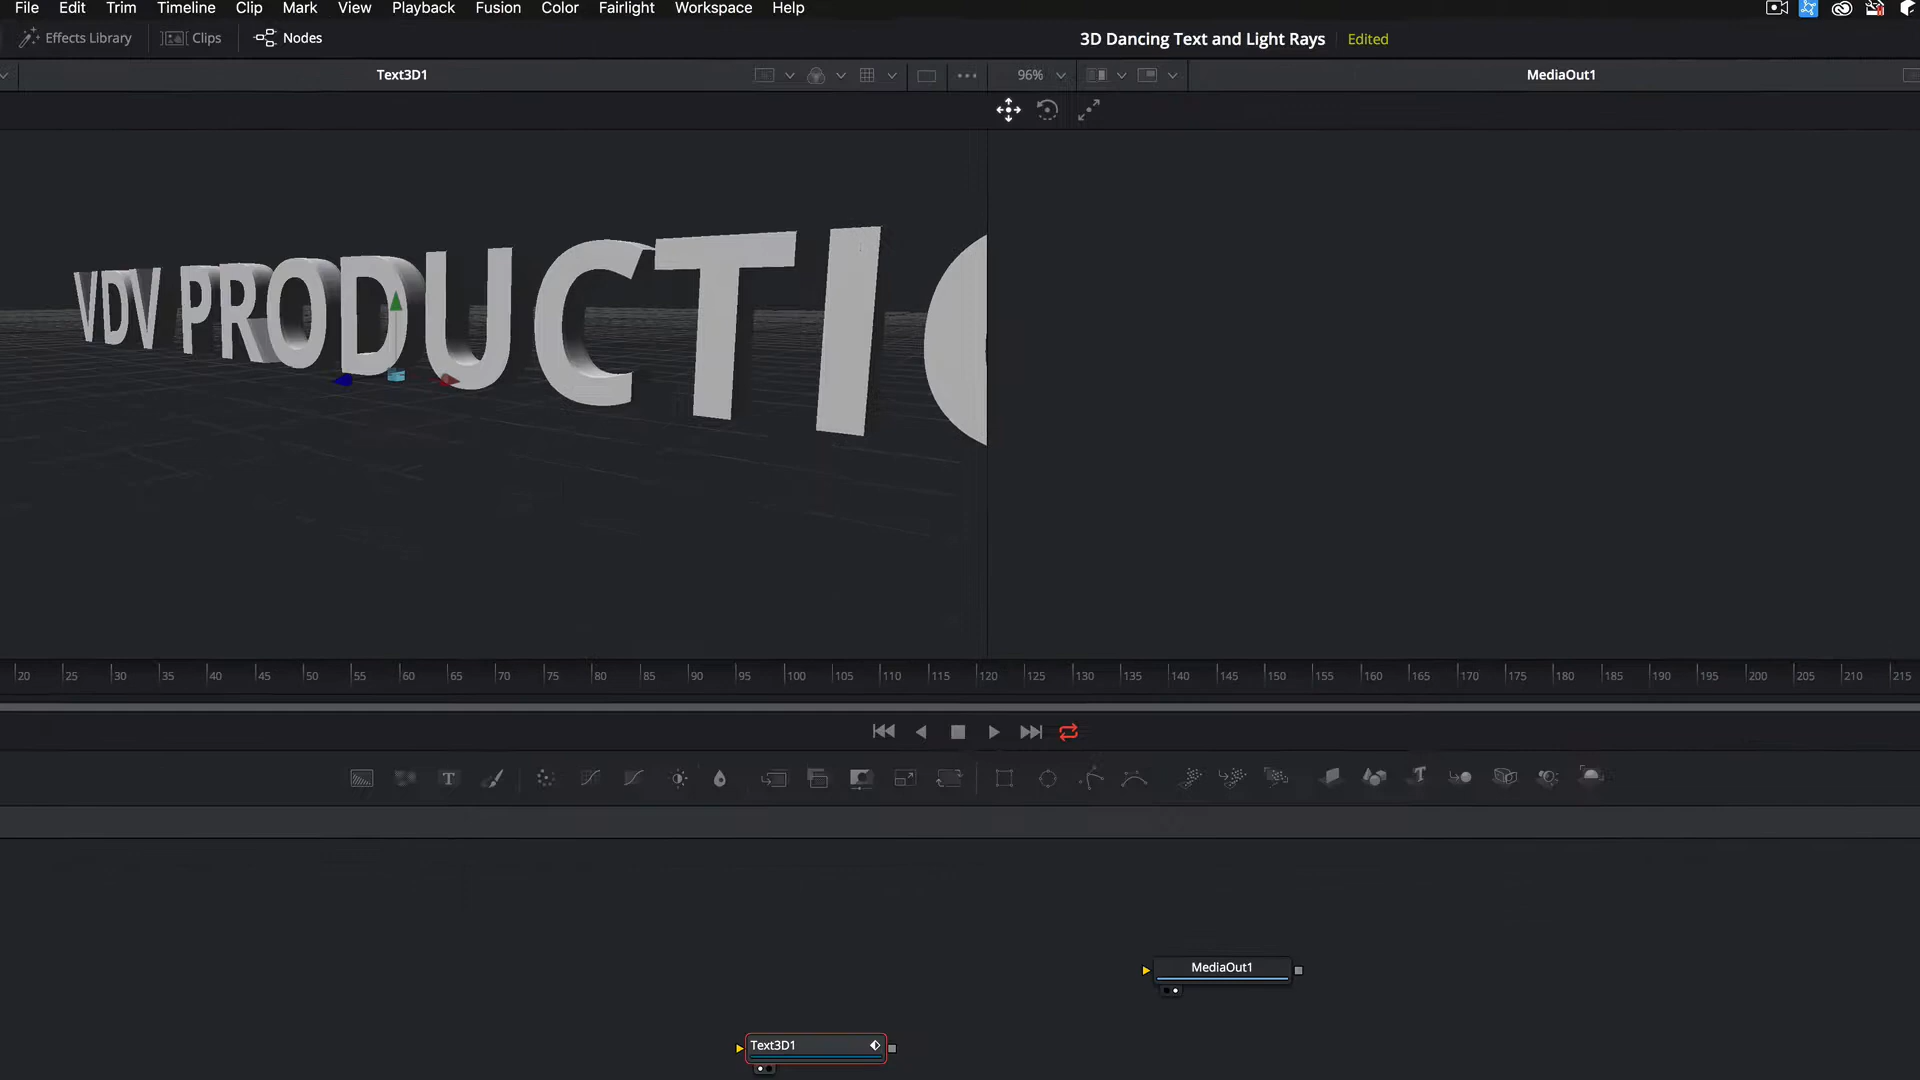 File Edit Trim Timeline Clip Mark View Playback Fusion Color Fairlight Workspace Help
Effects Library Clips Nodes 3D Dancing Text and Light Rays Edited
Text3D1 96% MediaOut1
VDV PRODUCTIO
20 25 30 35 40 45 50 55 60 65 70 75 80 85 90 95 100 105 110 115 120 125 130 135 140 145 150 155 160 165 170 175 180 185 190 195 200 205 210 215
T T
MediaOut1
Text3D1